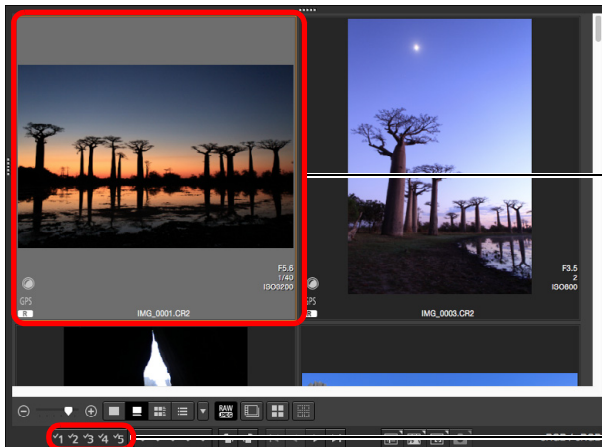 F5.6
1/40
ISO3200
GPS
R
IMG_0001.CR2
F3.5
2
ISO800
GPS
R
IMG_0003.CR2
RAW
JPEG
1 2 3 4 5